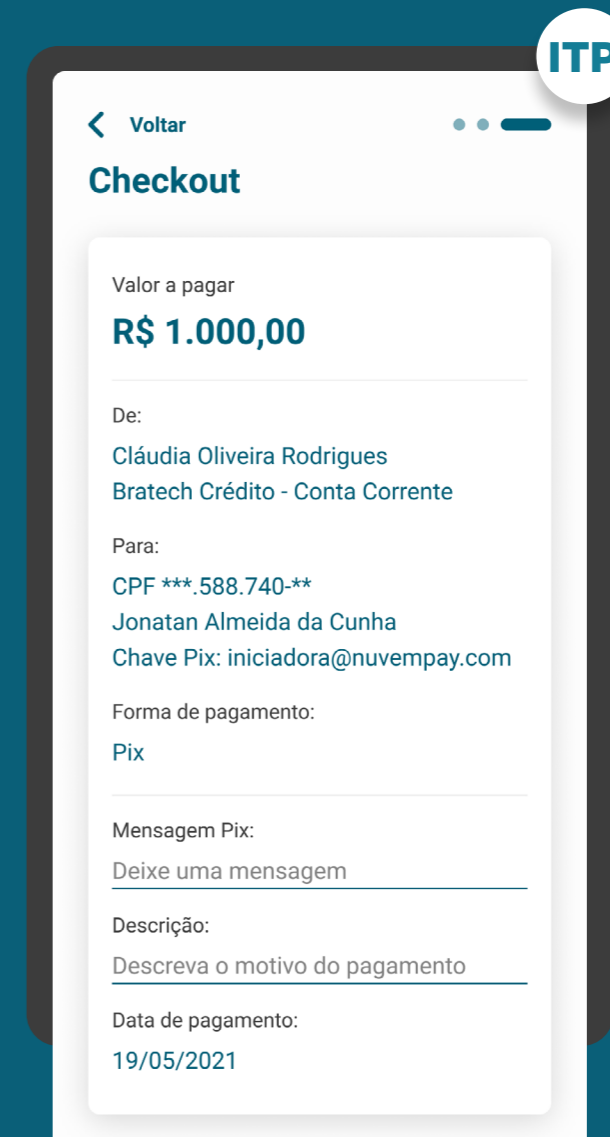 ITP
Voltar
Checkout
Valor a pagar
R$ 1.000,00
De:
Cláudia Oliveira Rodrigues
Bratech Crédito - Conta Corrente
Para:
CPF ***.588.740-**
Jonatan Almeida da Cunha
Chave Pix: iniciadora@nuvempay.com
Forma de pagamento:
Pix
Mensagem Pix:
Deixe uma mensagem
Descrição:
Descreva o motivo do pagamento
Data de pagamento:
19/05/2021